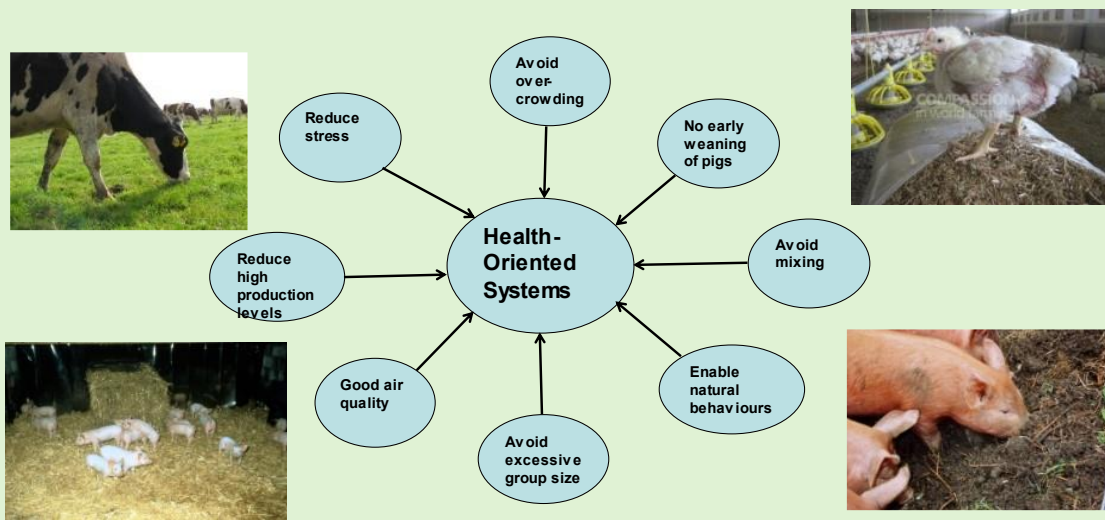 Avoid
over-
crowding
Reduce
stress
No early
weaning
of pigs
COMPASSION
in world farming
Health-
Oriented
Systems
Avoid
mixing
Reduce
high
production
levels
Good air
quality
Enable
natural
behaviours
Avoid
excessive
group size